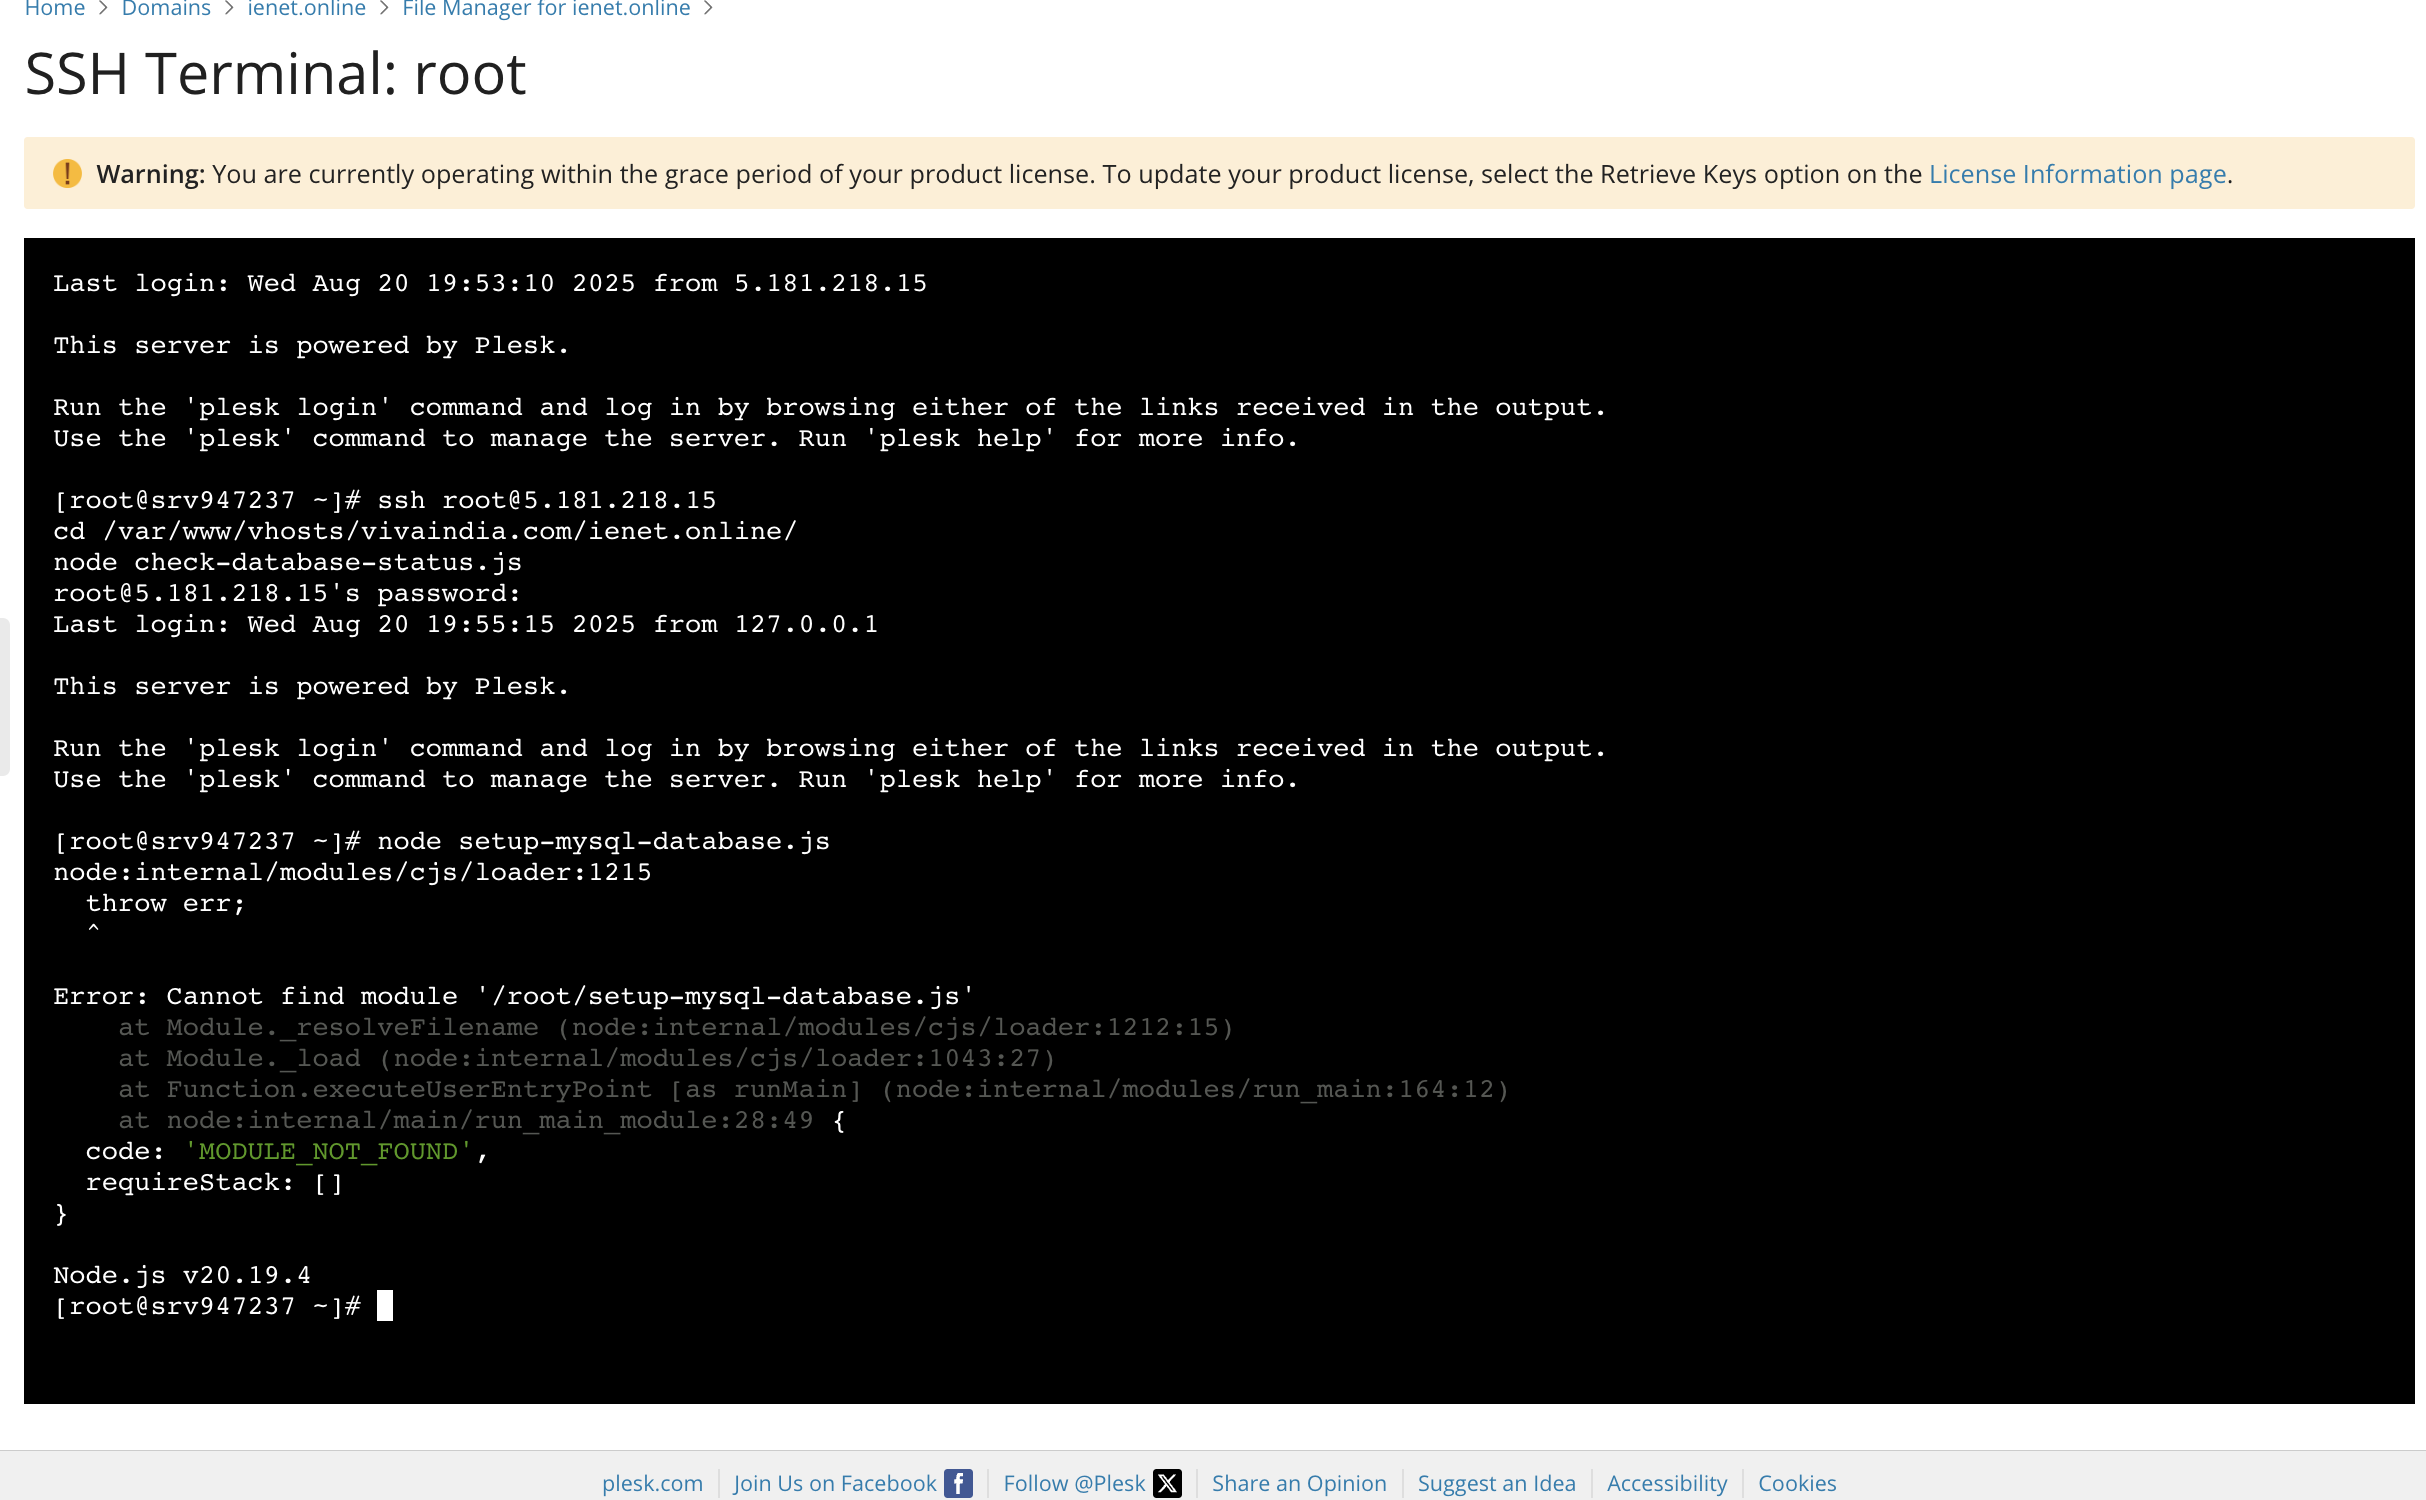 Home > Domains > ienet.online > File Manager for ienet.online >
SSH Terminal: root
! Warning: You are currently operating within the grace period of your product license. To update your product license, select the Retrieve Keys option on the License Information page.
Last login: Wed Aug 20 19:53:10 2025 from 5.181.218.15
This server is powered by Plesk.
Run the 'plesk login' command and log in by browsing either of the links received in the output.
Use the 'plesk' command to manage the server. Run 'plesk help' for more info.
[root@srv947237 ~]# ssh root@5.181.218.15
cd /var/www/vhosts/vivaindia.com/ienet.online/
node check-database-status.js
root@5.181.218.15's password:
Last login: Wed Aug 20 19:55:15 2025 from 127.0.0.1
This server is powered by Plesk.
Run the 'plesk login' command and log in by browsing either of the links received in the output.
Use the 'plesk' command to manage the server. Run 'plesk help' for more info.
[root@srv947237 ~]# node setup-mysql-database.js
node:internal/modules/cjs/loader:1215
  throw err;
  ^
Error: Cannot find module '/root/setup-mysql-database.js'
    at Module._resolveFilename (node:internal/modules/cjs/loader:1212:15)
    at Module._load (node:internal/modules/cjs/loader:1043:27)
    at Function.executeUserEntryPoint [as runMain] (node:internal/modules/run_main:164:12)
    at node:internal/main/run_main_module:28:49 {
  code: 'MODULE_NOT_FOUND',
  requireStack: []
}
Node.js v20.19.4
[root@srv947237 ~]#
plesk.com | Join Us on Facebook | Follow @Plesk | Share an Opinion | Suggest an Idea | Accessibility | Cookies